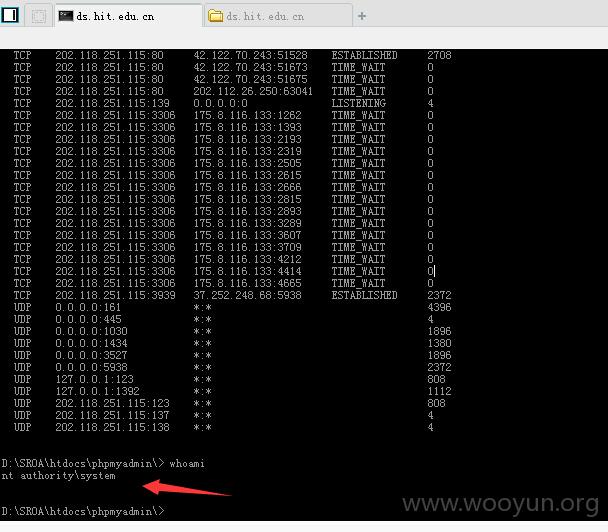 ds.hit.edu.cn ds.hit.edu.cn
TCP 202.118.251.115:80 42.122.70.243:51528 ESTABLISHED 2708
TCP 202.118.251.115:80 42.122.70.243:51673 TIME_WAIT 0
TCP 202.118.251.115:80 42.122.70.243:51675 TIME_WAIT 0
TCP 202.118.251.115:80 202.112.26.250:63041 TIME_WAIT 0
TCP 202.118.251.115:139 0.0.0.0:0 LISTENING 4
TCP 202.118.251.115:3306 175.8.116.133:1262 TIME_WAIT 0
TCP 202.118.251.115:3306 175.8.116.133:1393 TIME_WAIT 0
TCP 202.118.251.115:3306 175.8.116.133:2193 TIME_WAIT 0
TCP 202.118.251.115:3306 175.8.116.133:2319 TIME_WAIT 0
TCP 202.118.251.115:3306 175.8.116.133:2505 TIME_WAIT 0
TCP 202.118.251.115:3306 175.8.116.133:2615 TIME_WAIT 0
TCP 202.118.251.115:3306 175.8.116.133:2666 TIME_WAIT 0
TCP 202.118.251.115:3306 175.8.116.133:2815 TIME_WAIT 0
TCP 202.118.251.115:3306 175.8.116.133:2893 TIME_WAIT 0
TCP 202.118.251.115:3306 175.8.116.133:3289 TIME_WAIT 0
TCP 202.118.251.115:3306 175.8.116.133:3607 TIME_WAIT 0
TCP 202.118.251.115:3306 175.8.116.133:3709 TIME_WAIT 0
TCP 202.118.251.115:3306 175.8.116.133:4212 TIME_WAIT 0
TCP 202.118.251.115:3306 175.8.116.133:4414 TIME_WAIT 0
TCP 202.118.251.115:3306 175.8.116.133:4665 TIME_WAIT 0
TCP 202.118.251.115:3939 37.252.248.68:5938 ESTABLISHED 2372
UDP 0.0.0.0:161 *:* 4396
UDP 0.0.0.0:445 *:* 4
UDP 0.0.0.0:1030 *:* 1896
UDP 0.0.0.0:1434 *:* 1380
UDP 0.0.0.0:3527 *:* 1896
UDP 0.0.0.0:5938 *:* 2372
UDP 127.0.0.1:123 *:* 808
UDP 127.0.0.1:1392 *:* 1112
UDP 202.118.251.115:123 *:* 808
UDP 202.118.251.115:137 *:* 4
UDP 202.118.251.115:138 *:* 4
D:\SROA\htdocs\phpmyadmin\> whoami
nt authority\system
D:\SROA\htdocs\phpmyadmin\>
www.wooyun.org